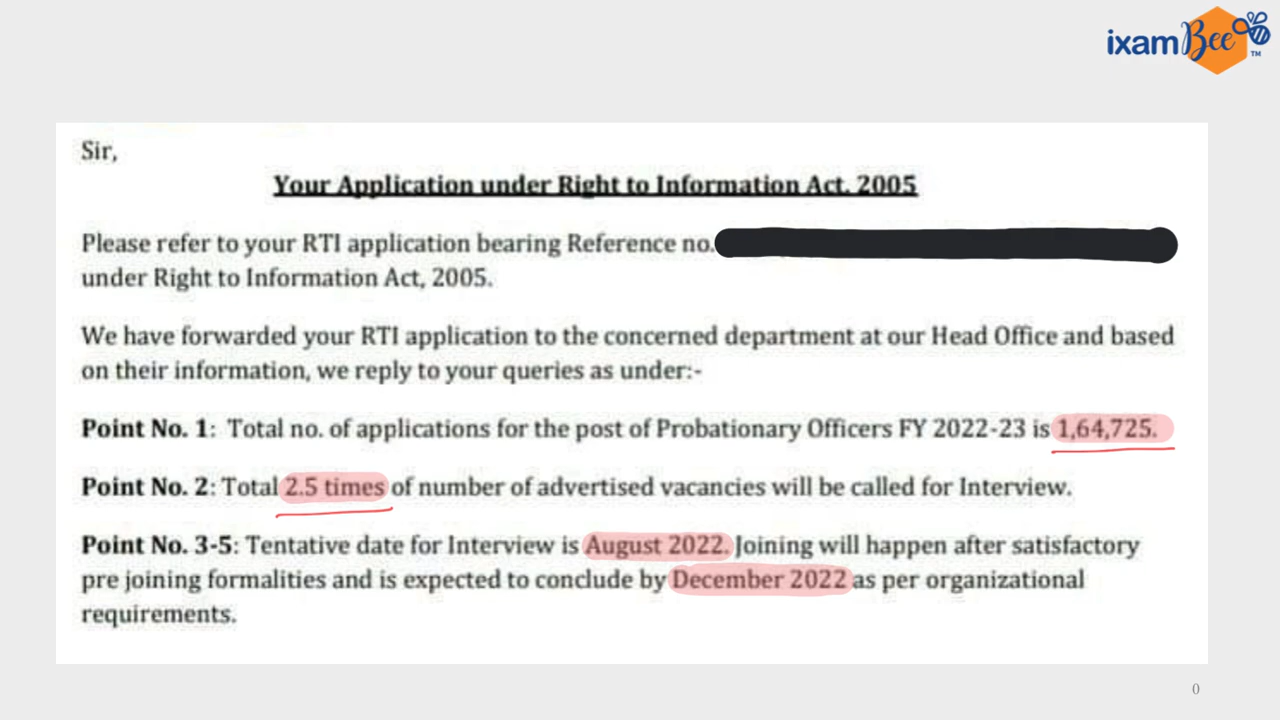 ixamBee™
Sir,
Your Application under Right to Information Act, 2005
Please refer to your RTI application bearing Reference no.
under Right to Information Act, 2005.
We have forwarded your RTI application to the concerned department at our Head Office and based
on their information, we reply to your queries as under:-
Point No. 1: Total no. of applications for the post of Probationary Officers FY 2022-23 is 1,64,725.
Point No. 2: Total 2.5 times of number of advertised vacancies will be called for Interview.
Point No. 3-5: Tentative date for Interview is August 2022. Joining will happen after satisfactory
pre joining formalities and is expected to conclude by December 2022 as per organizational
requirements.
0